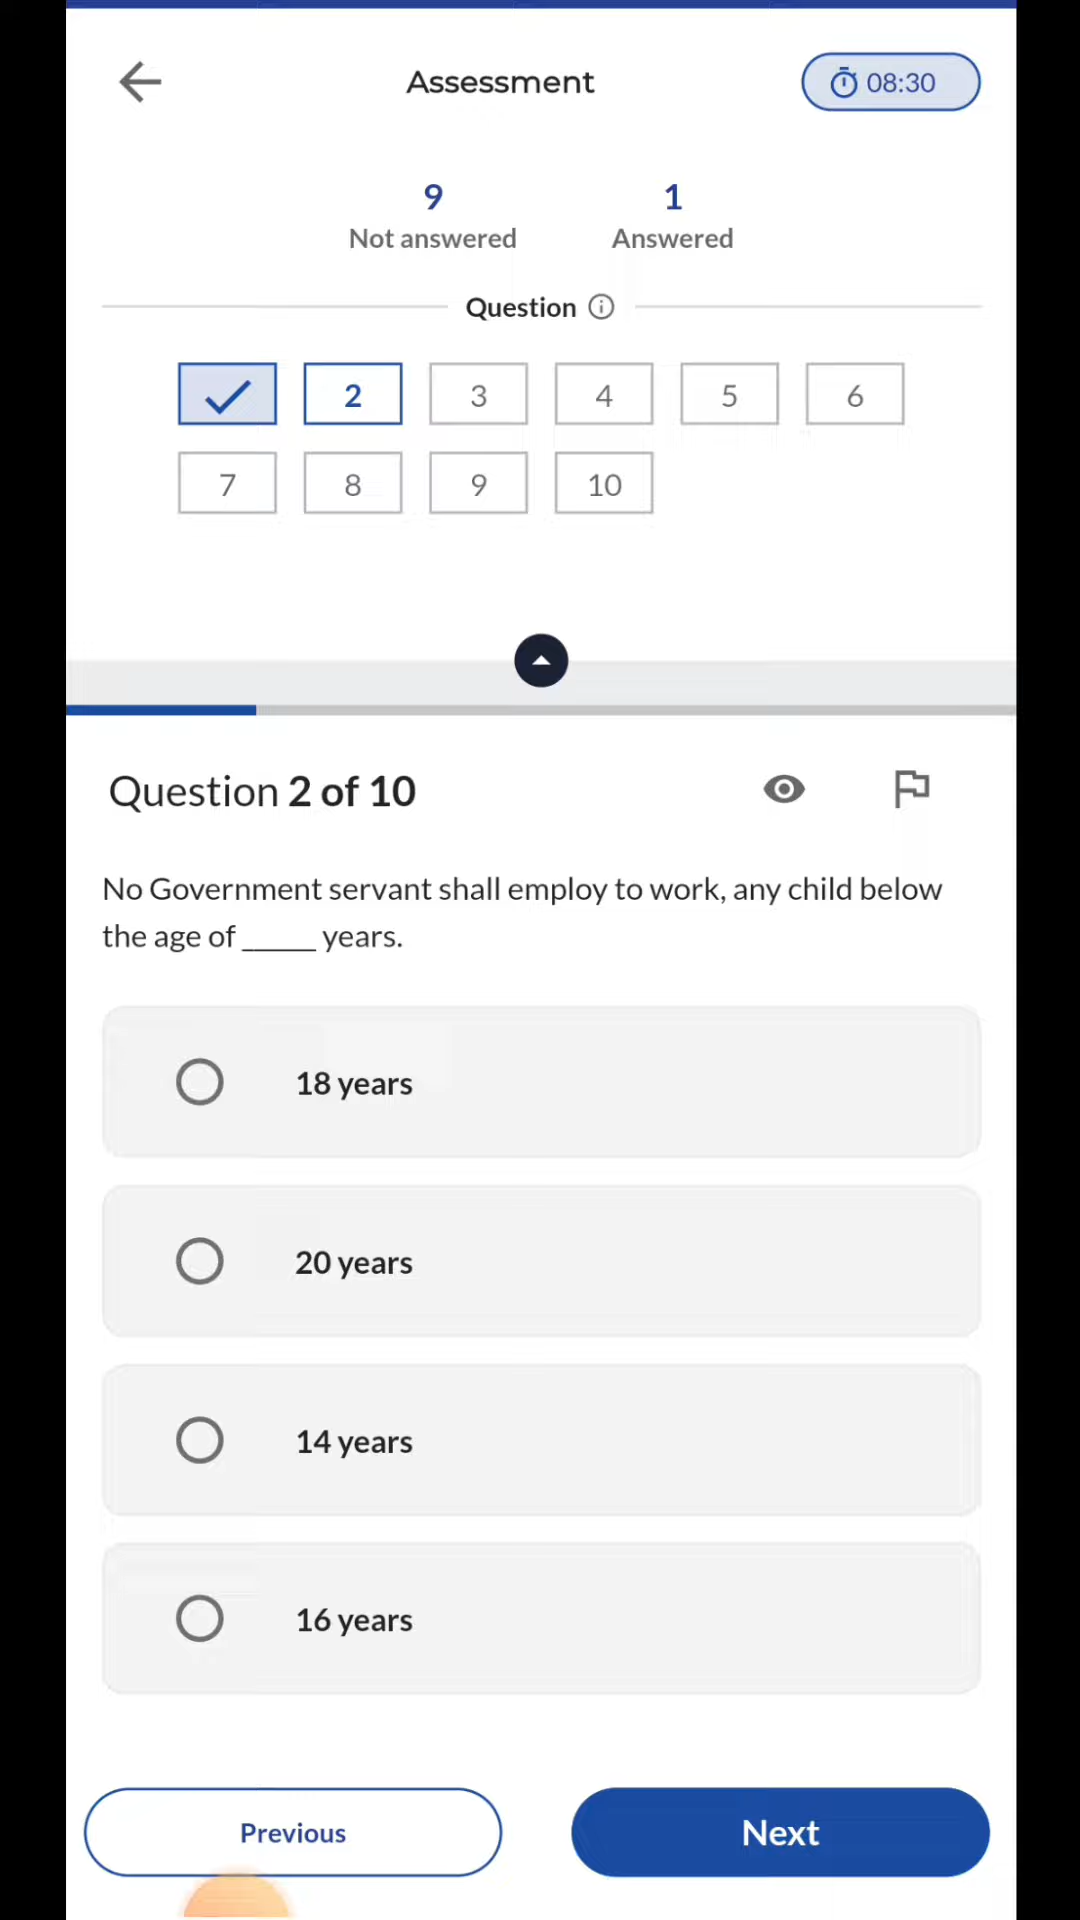 Assessment
08:30
9
1
Not answered
Answered
Question
2
3
4
5
6
7
8
9
10
Question 2 of 10
No Government servant shall employ to work, any child below
the age of _____ years.
18 years
20 years
14 years
16 years
Previous
Next